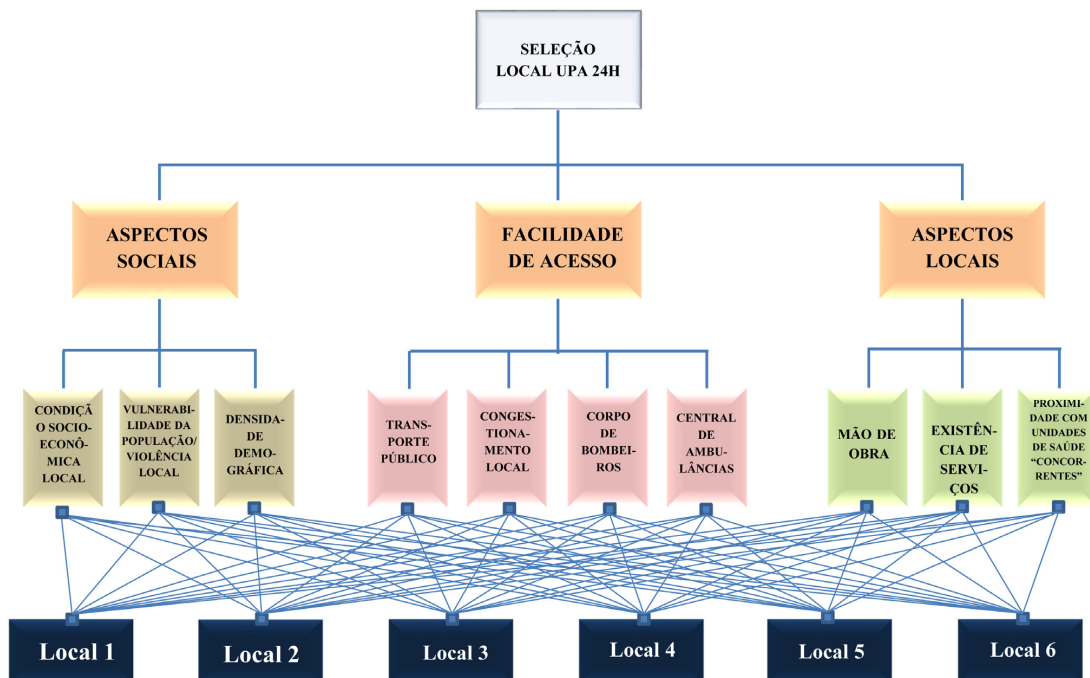 SELEÇÃO
LOCAL UPA 24H
ASPECTOS
SOCIAIS
FACILIDADE
DE ACESSO
ASPECTOS
LOCAIS
CONDIÇÃ
O SOCIO-
ECONÔ-
MICA
LOCAL
VULNERABI-
LIDADE DA
POPULAÇÃO/
VIOLÊNCIA
LOCAL
DENSIDA-
DE
DEMO-
GRÁFICA
TRANS-
PORTE
PÚBLICO
CONGES-
TIONA-
MENTO
LOCAL
CORPO
DE
BOMBEI-
ROS
CENTRAL
DE
AMBU-
LÂNCIAS
MÃO DE
OBRA
EXISTÊN-
CIA DE
SERVI-
ÇOS
PROXIMI-
DADE COM
UNIDADES
DE SAÚDE
“CONCOR-
RENTES”
Local 1
Local 2
Local 3
Local 4
Local 5
Local 6